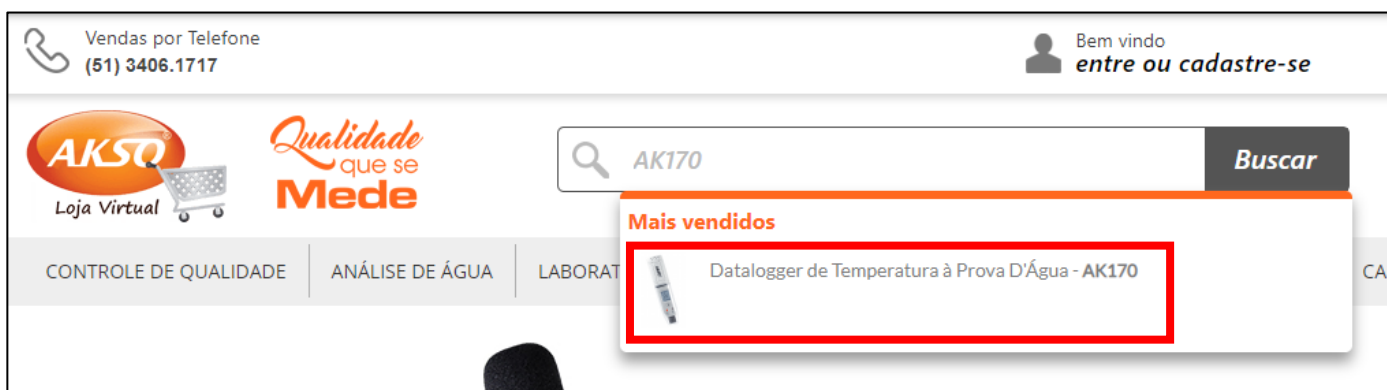 Vendas por Telefone
(51) 3406.1717
Bem vindo
entre ou cadastre-se
AKSO
Loja Virtual
Qualidade
que se
Mede
AK170
Buscar
Mais vendidos
CONTROLE DE QUALIDADE
ANÁLISE DE ÁGUA
LABORAT
Datalogger de Temperatura à Prova D'Água - AK170
CA